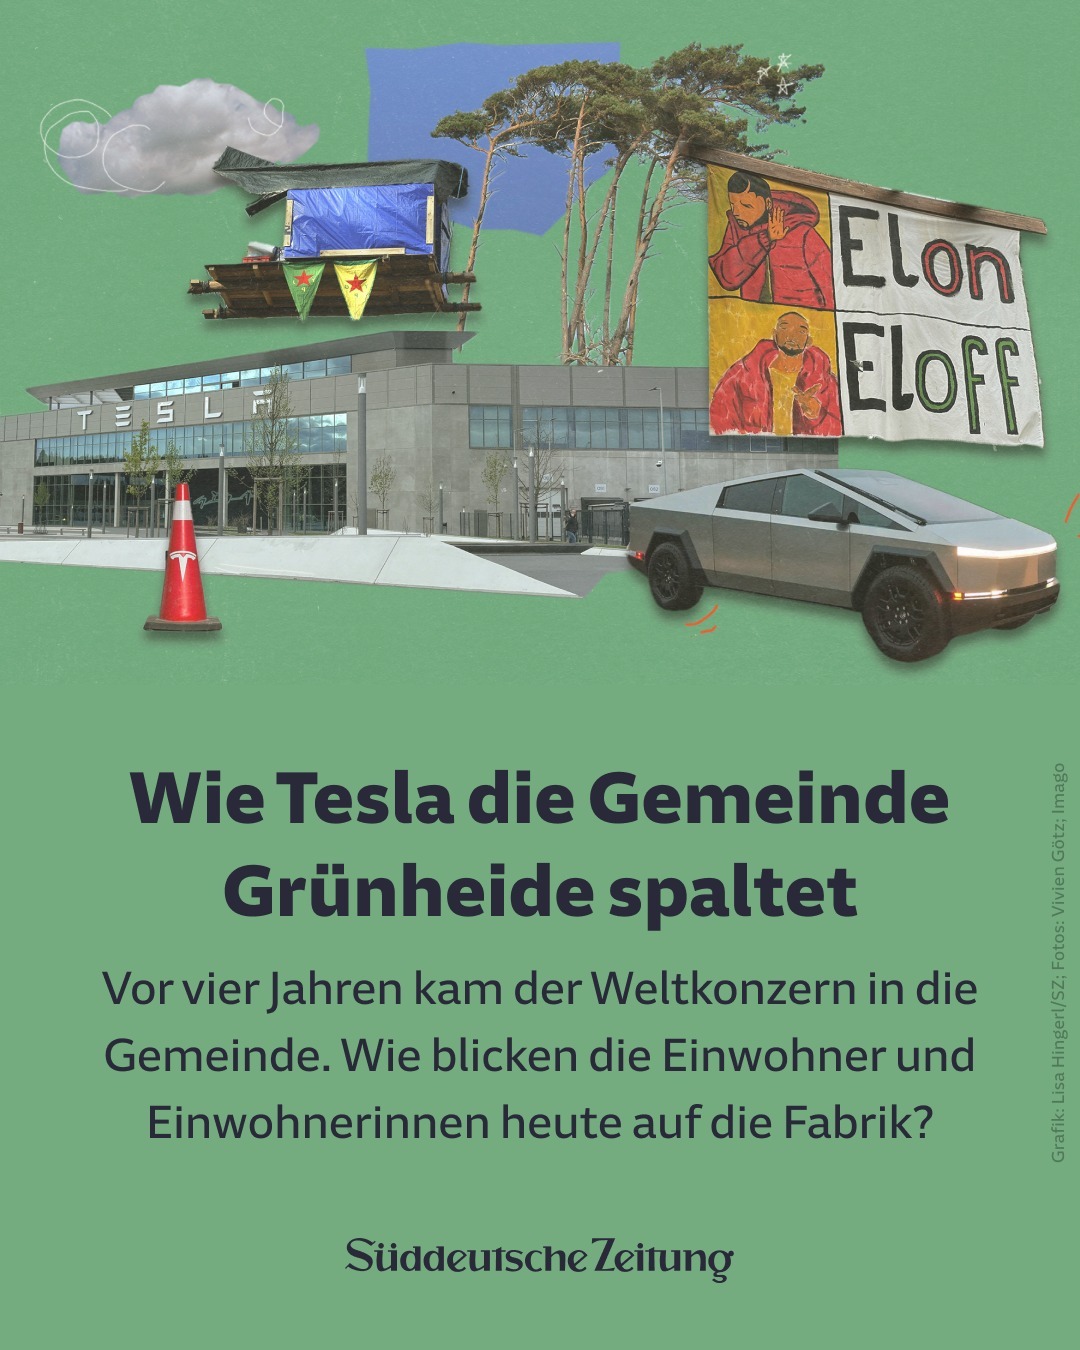 Elon
Eloff
TESLA
Wie Tesla die Gemeinde
Grünheide spaltet
Vor vier Jahren kam der Weltkonzern in die
Gemeinde. Wie blicken die Einwohner und
Einwohnerinnen heute auf die Fabrik?
Grafik: Lisa Hingerl/SZ; Fotos: Vivien Götz; Imago
Süddeutsche Zeitung